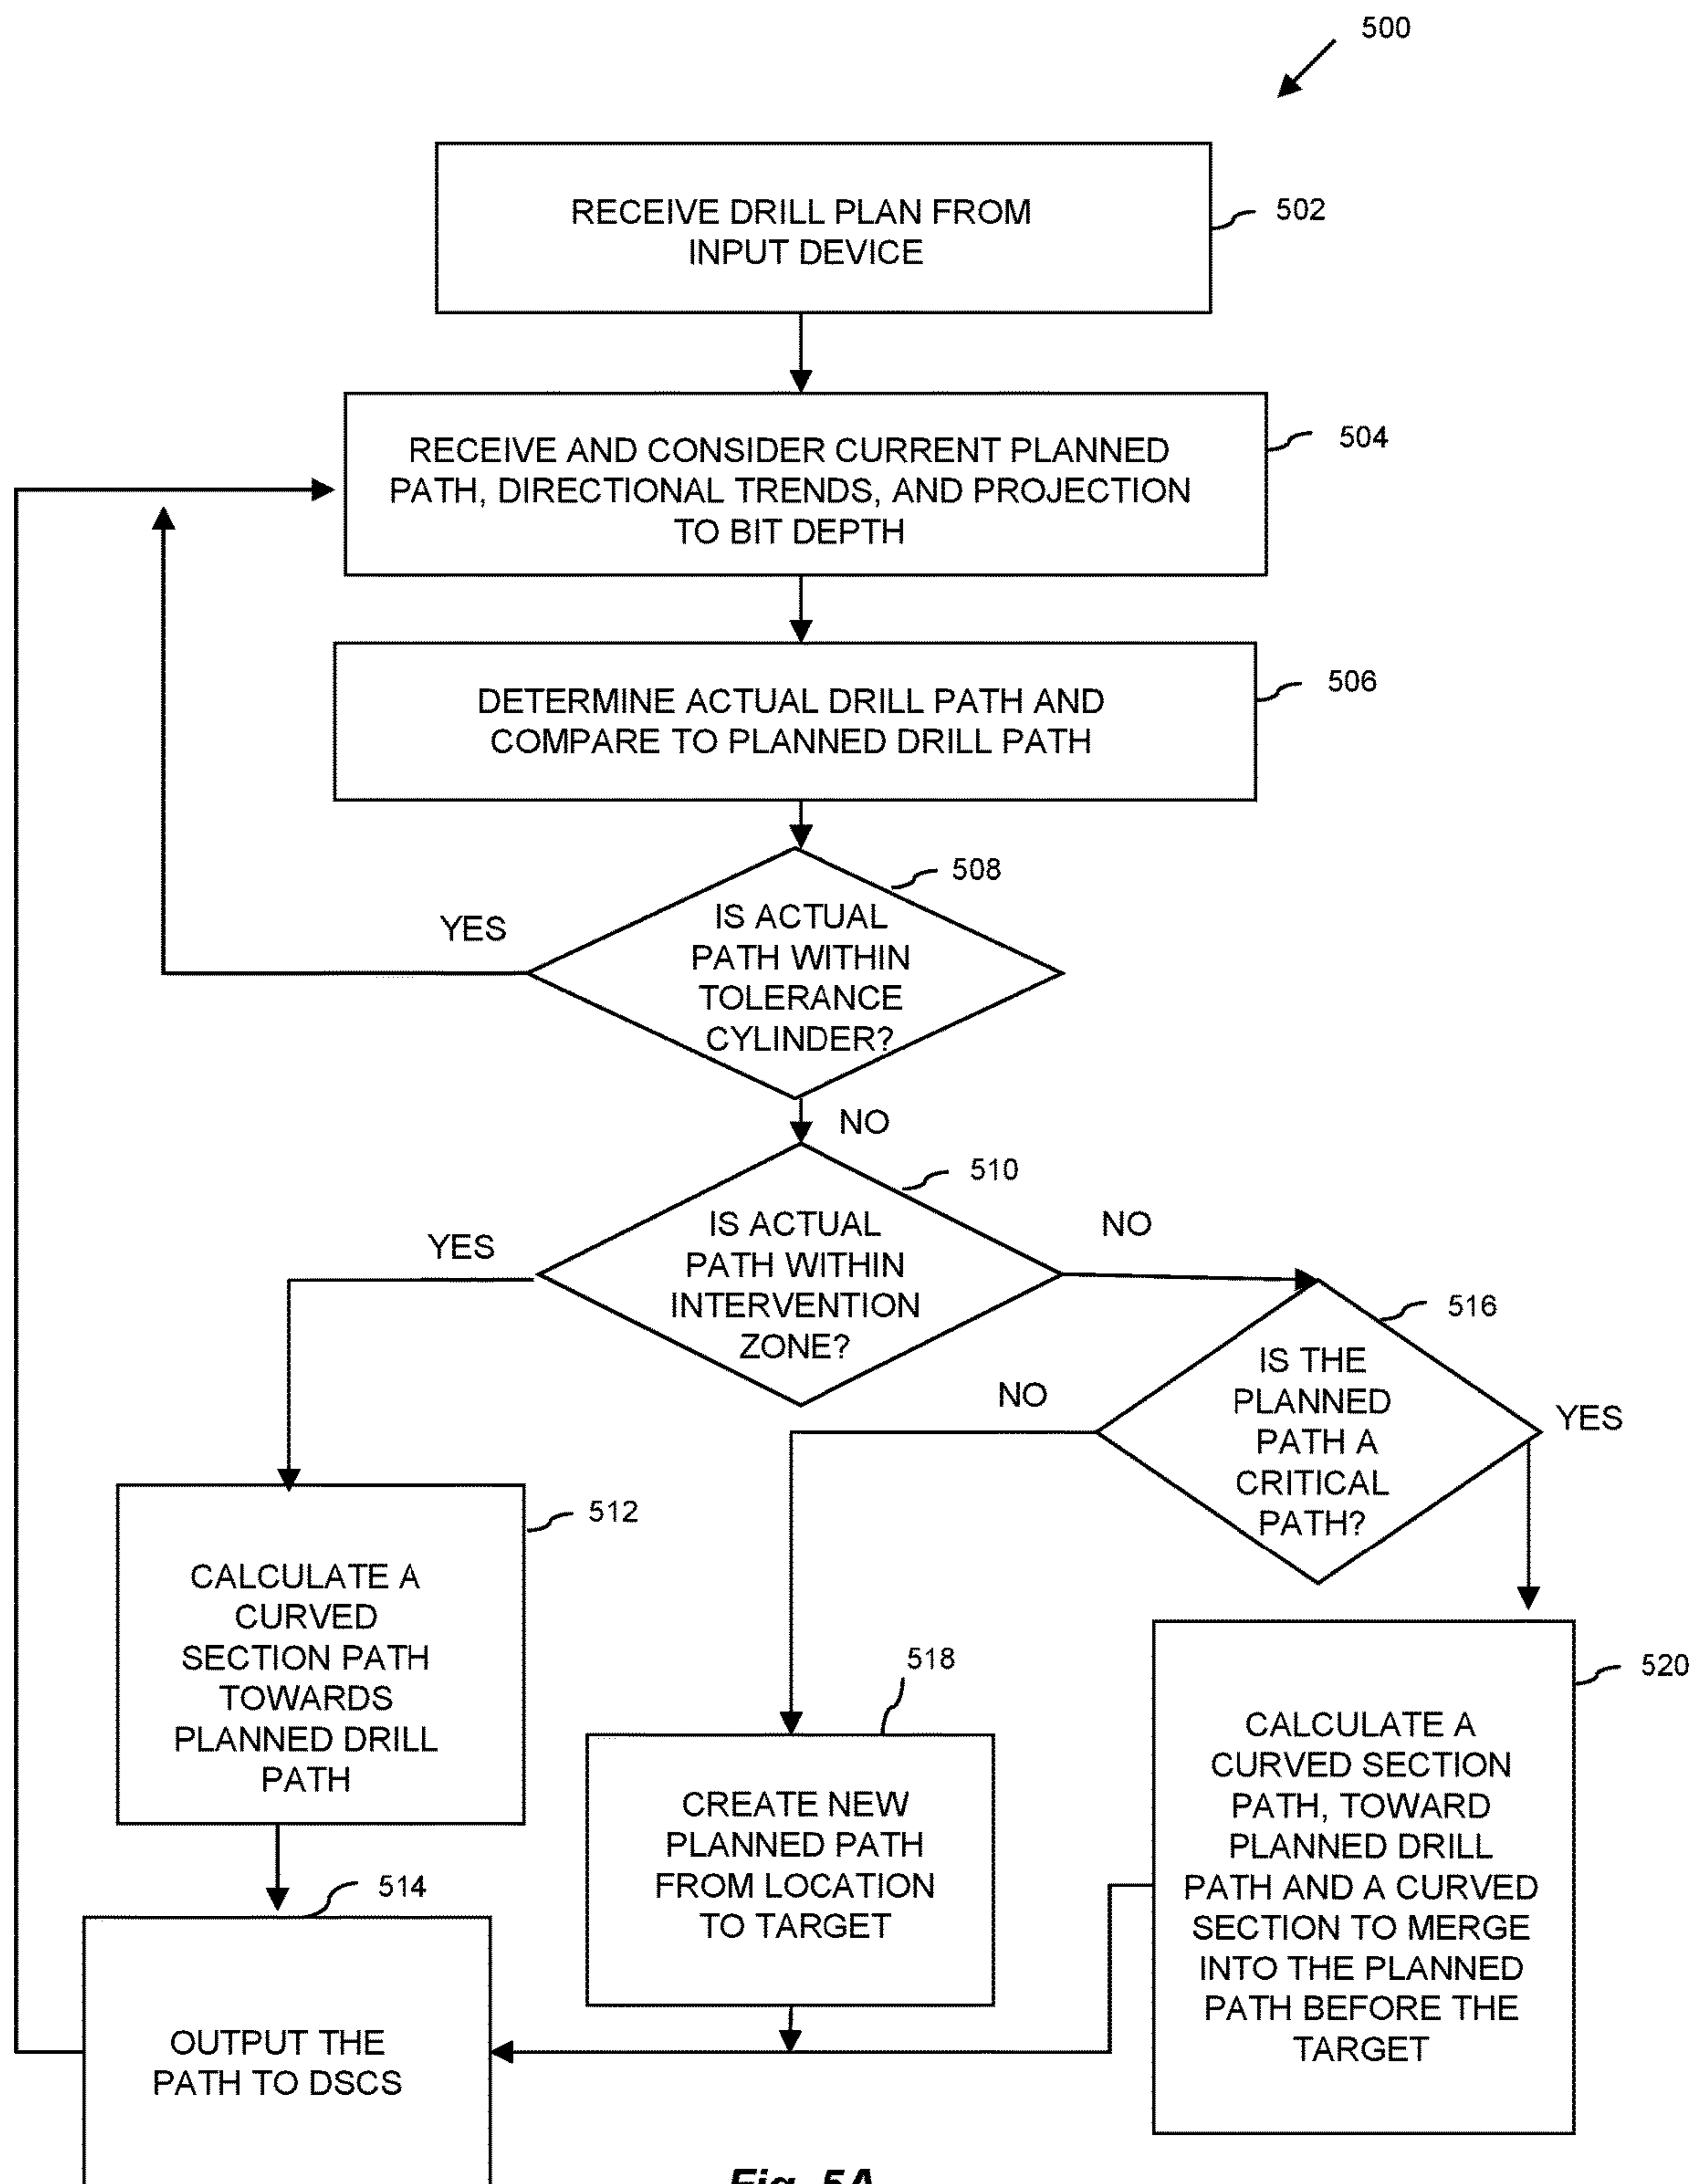 500
RECEIVE DRILL PLAN FROM
INPUT DEVICE
502
RECEIVE AND CONSIDER CURRENT PLANNED
PATH, DIRECTIONAL TRENDS, AND PROJECTION
TO BIT DEPTH
504
DETERMINE ACTUAL DRILL PATH AND
COMPARE TO PLANNED DRILL PATH
506
508
IS ACTUAL
PATH WITHIN
TOLERANCE
CYLINDER?
YES
NO
510
IS ACTUAL
PATH WITHIN
INTERVENTION
ZONE?
YES
NO
516
IS THE
PLANNED
PATH A
CRITICAL
PATH?
NO
YES
512
CALCULATE A
CURVED
SECTION PATH
TOWARDS
PLANNED DRILL
PATH
518
CREATE NEW
PLANNED PATH
FROM LOCATION
TO TARGET
520
CALCULATE A
CURVED SECTION
PATH, TOWARD
PLANNED DRILL
PATH AND A CURVED
SECTION TO MERGE
INTO THE PLANNED
PATH BEFORE THE
TARGET
514
OUTPUT THE
PATH TO DSCS
Fig. 5A